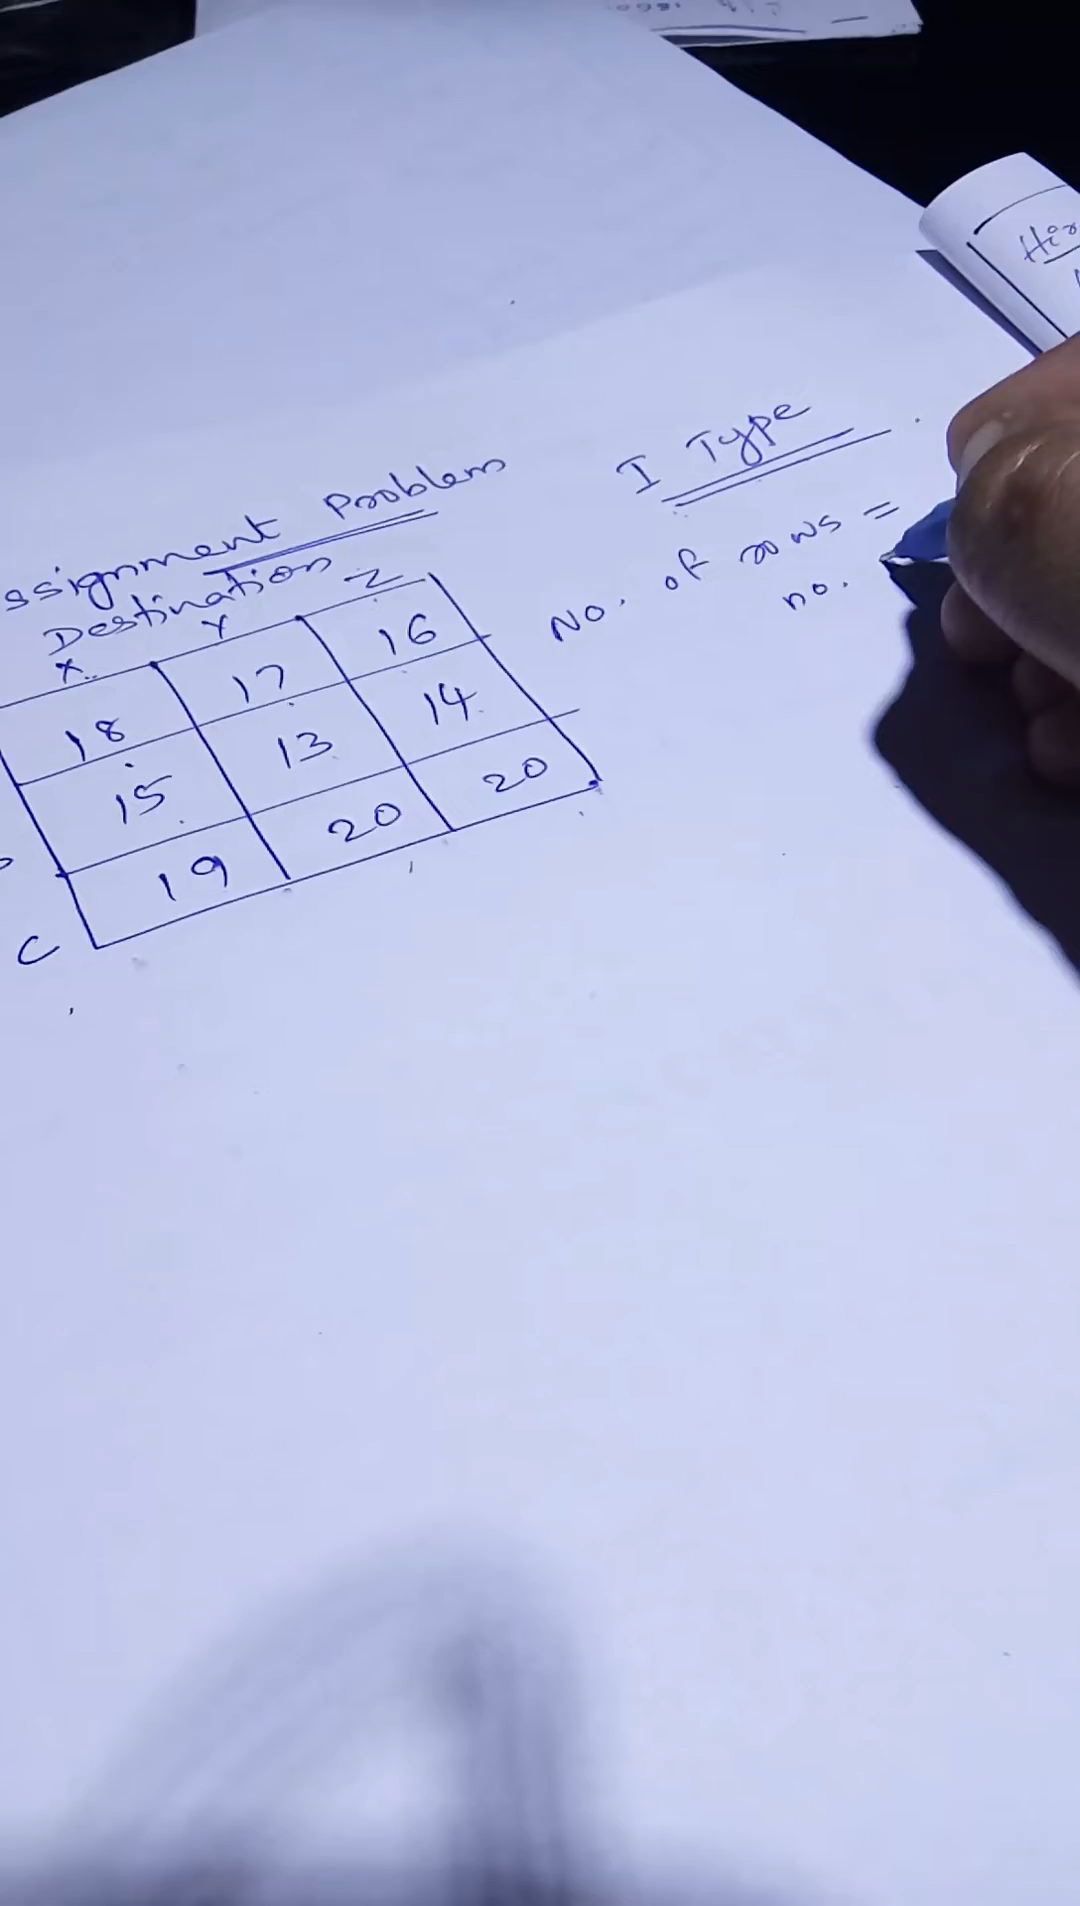 ssignment Problem
Destination
X Y Z
18 17 16
15 13 14
C 19 20 20
I Type
No. of rows =
no.